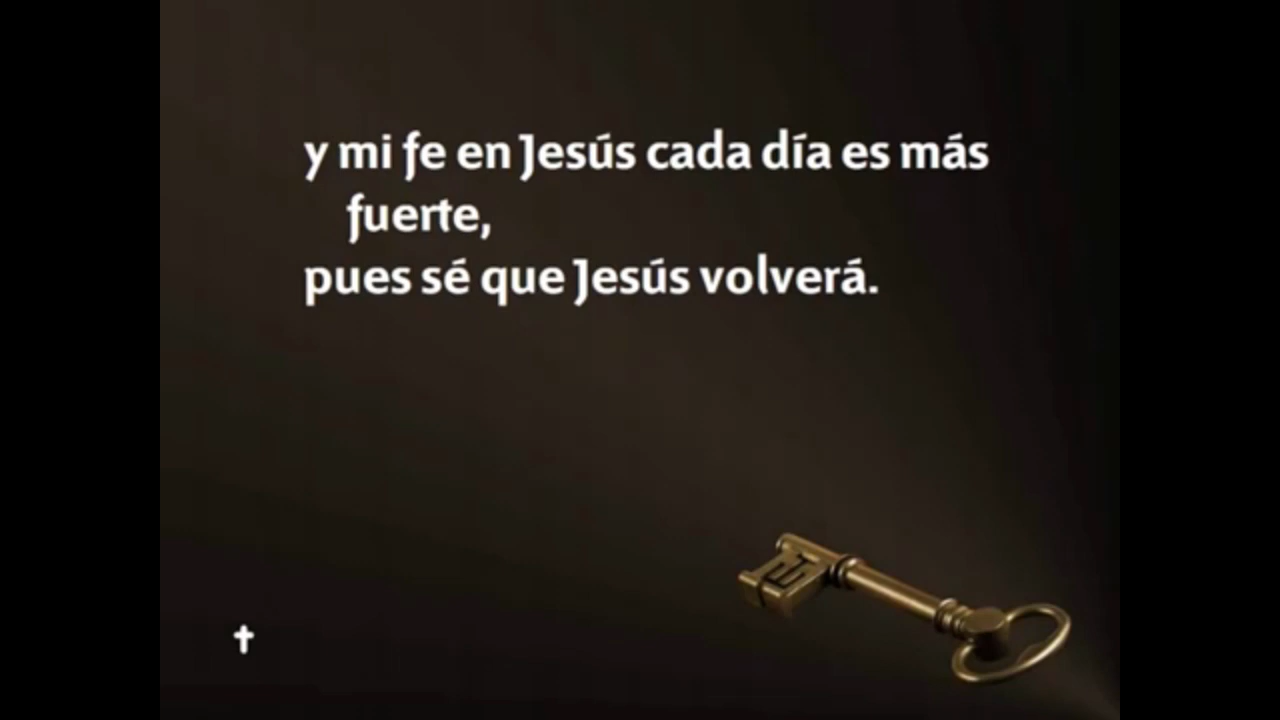 y mi fe en Jesús cada día es más
fuerte,
pues sé que Jesús volverá.